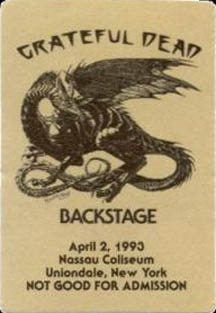 GRATEFUL DEAD
BACKSTAGE
April 2, 1993
Nassau Coliseum
Uniondale, New York
NOT GOOD FOR ADMISSION